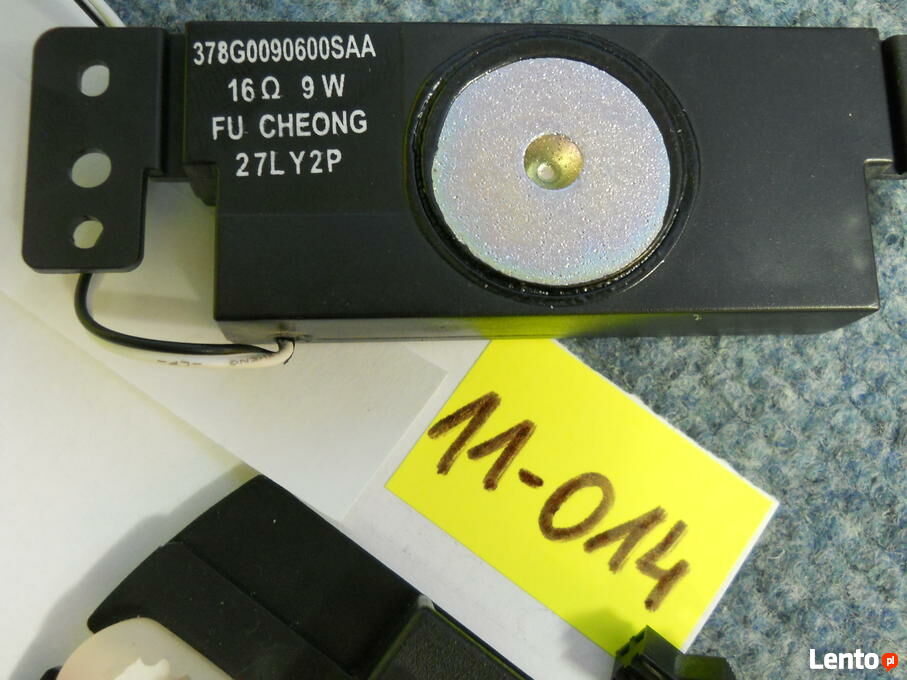 378G0090600SAA
16Ω 9W
FU CHEONG
27LY2P
11-014
Lento pl